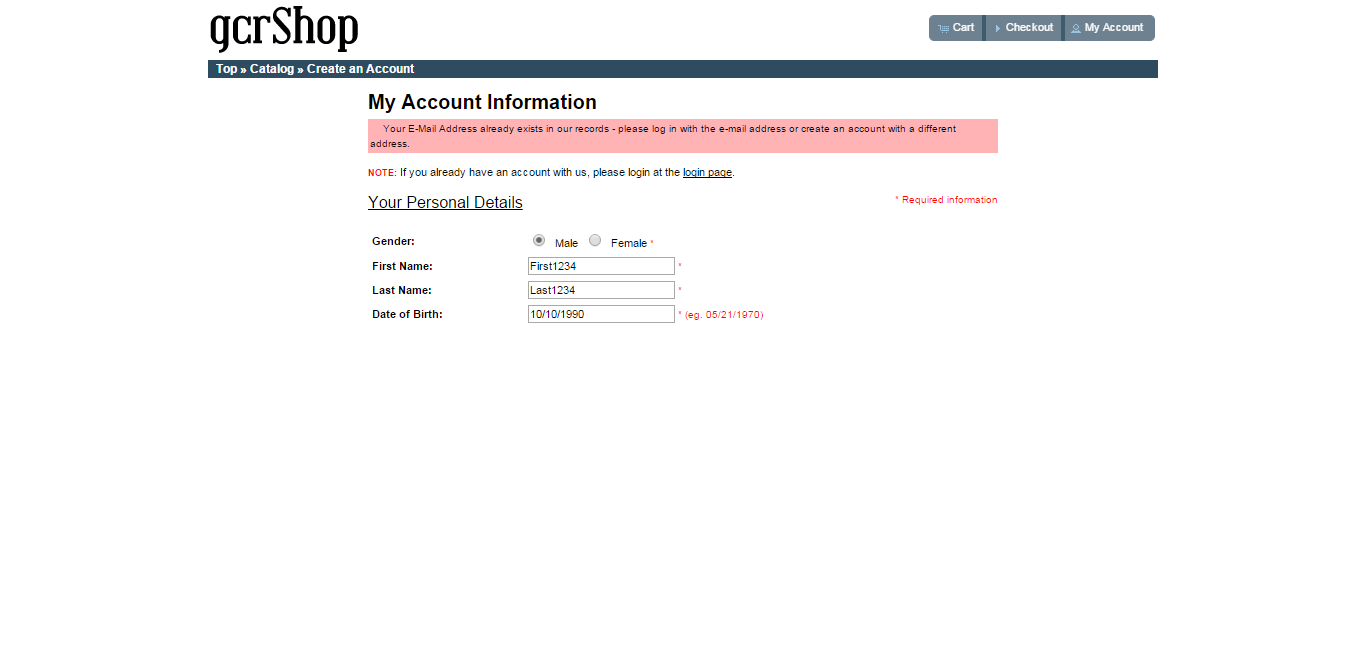 gcrShop
Cart Checkout My Account
Top » Catalog » Create an Account
My Account Information
Your E-Mail Address already exists in our records - please log in with the e-mail address or create an account with a different
address.
NOTE: If you already have an account with us, please login at the login page.
Your Personal Details
* Required information
Gender: Male Female *
First Name: First1234 *
Last Name: Last1234 *
Date of Birth: 10/10/1990 * (eg. 05/21/1970)